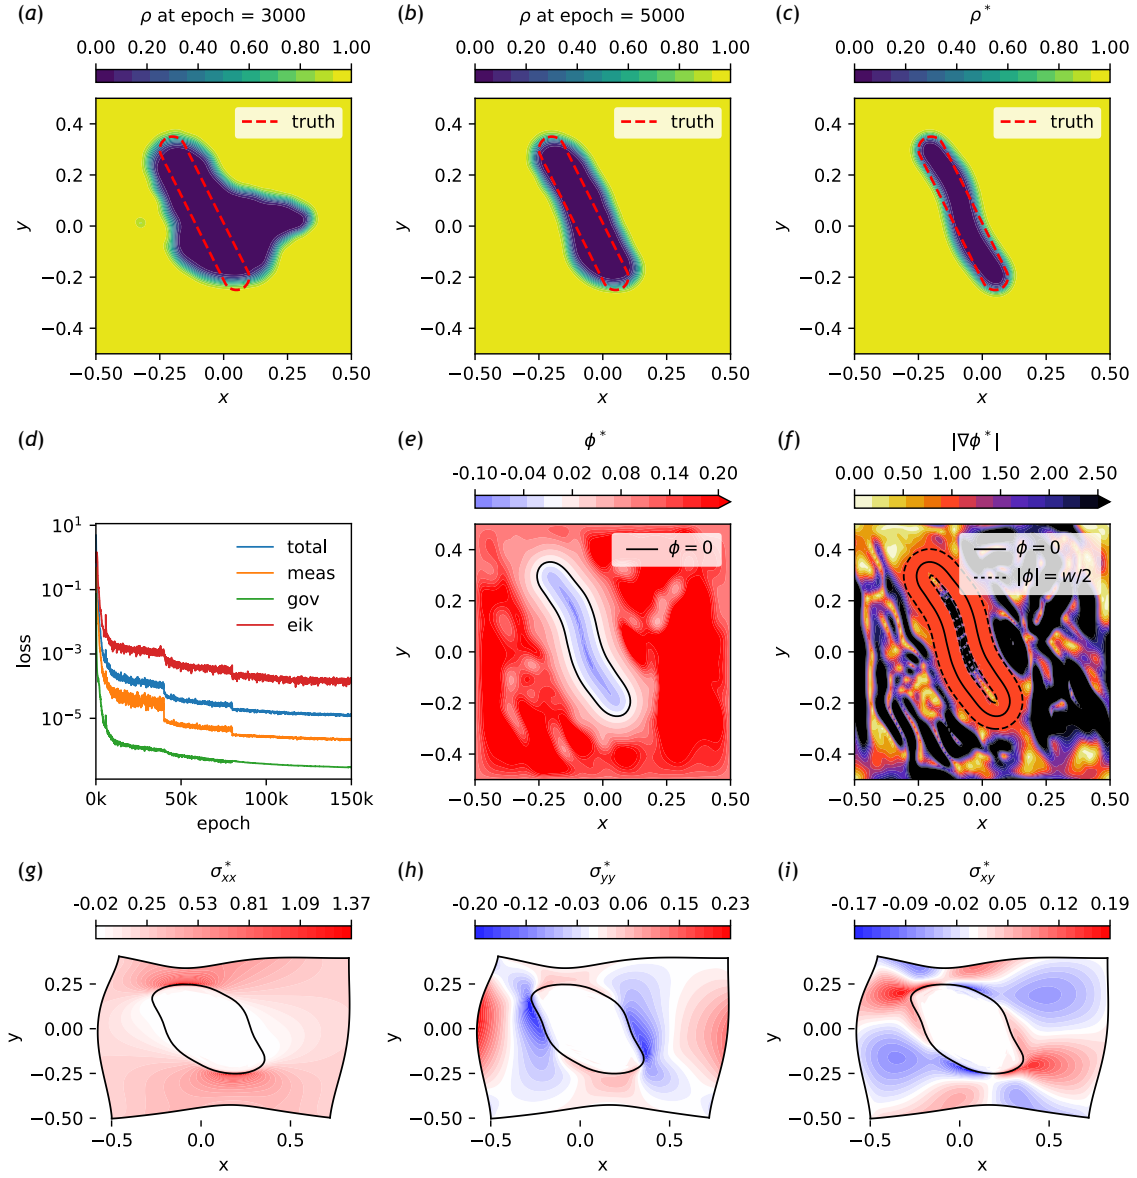 (a)
ρ at epoch = 3000
0.00 0.20 0.40 0.60 0.80 1.00
truth
0.4
0.2
0.0
−0.2
−0.4
y
−0.50 −0.25 0.00 0.25 0.50
x
(b)
ρ at epoch = 5000
0.00 0.20 0.40 0.60 0.80 1.00
truth
0.4
0.2
0.0
−0.2
−0.4
y
−0.50 −0.25 0.00 0.25 0.50
x
(c)
ρ*
0.00 0.20 0.40 0.60 0.80 1.00
truth
0.4
0.2
0.0
−0.2
−0.4
y
−0.50 −0.25 0.00 0.25 0.50
x
(d)
10^1
10^−1
10^−3
10^−5
loss
total
meas
gov
eik
0k 50k 100k 150k
epoch
(e)
ϕ*
-0.10 -0.04 0.02 0.08 0.14 0.20
ϕ = 0
0.4
0.2
0.0
−0.2
−0.4
y
−0.50 −0.25 0.00 0.25 0.50
x
(f)
|∇ϕ*|
0.00 0.50 1.00 1.50 2.00 2.50
ϕ = 0
|ϕ| = w/2
0.4
0.2
0.0
−0.2
−0.4
y
−0.50 −0.25 0.00 0.25 0.50
x
(g)
σ*xx
-0.02 0.25 0.53 0.81 1.09 1.37
0.25
0.00
−0.25
−0.50
y
−0.5 0.0 0.5
x
(h)
σ*yy
-0.20 -0.12 -0.03 0.06 0.15 0.23
0.25
0.00
−0.25
−0.50
y
−0.5 0.0 0.5
x
(i)
σ*xy
-0.17 -0.09 -0.02 0.05 0.12 0.19
0.25
0.00
−0.25
−0.50
y
−0.5 0.0 0.5
x